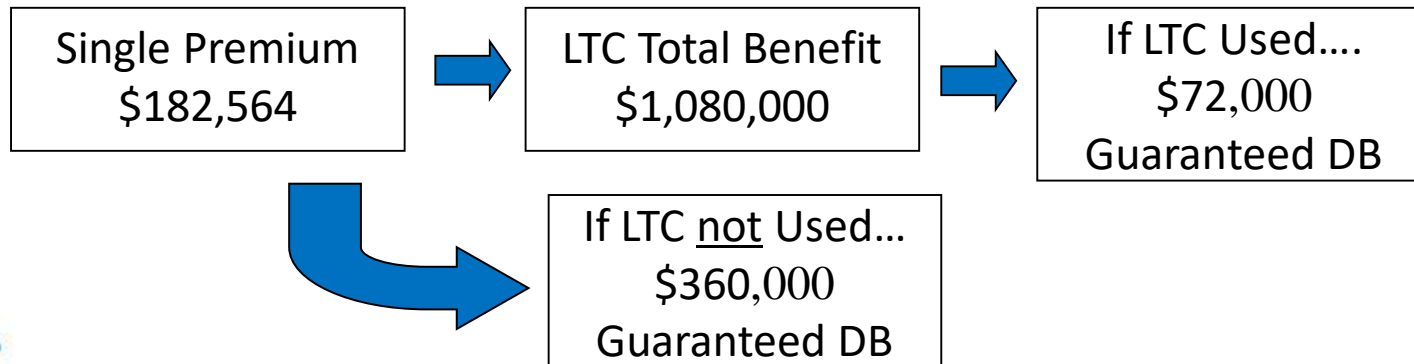 Single Premium
$182,564
LTC Total Benefit
$1,080,000
If LTC Used....
$72,000
Guaranteed DB
If LTC not Used...
$360,000
Guaranteed DB